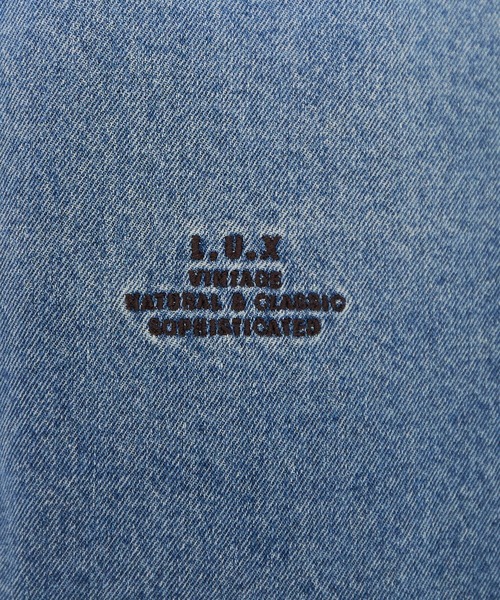 L.U.X
VINTAGE
NATURAL & CLASSIC
SOPHISTICATED